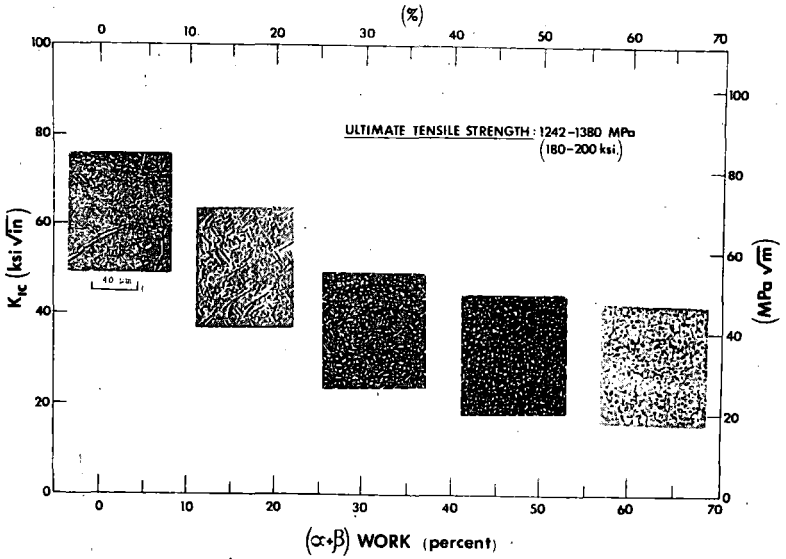 (%)
0 10 20 30 40 50 60 70
100
80
60
40
20
0
K_IC (ksi √in)
ULTIMATE TENSILE STRENGTH: 1242-1380 MPa
(180-200 ksi.)
40 µm
100
80
60
40
20
0
(MPa √m)
0 10 20 30 40 50 60 70
(α+β) WORK (percent)